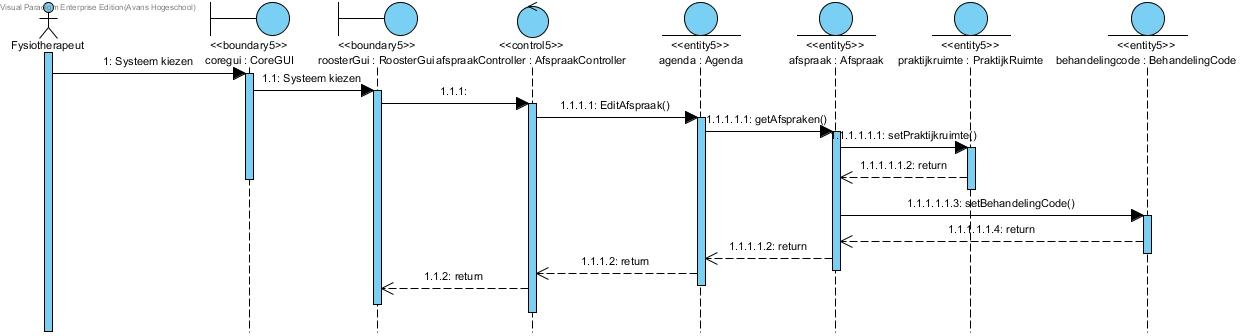 Visual Paradigm Enterprise Edition(Avans Hogeschool)
Fysiotherapeut
<<boundary5>>
coregui : CoreGUI
<<boundary5>>
roosterGui : RoosterGui
<<control5>>
afspraakController : AfspraakController
<<entity5>>
agenda : Agenda
<<entity5>>
afspraak : Afspraak
<<entity5>>
praktijkruimte : PraktijkRuimte
<<entity5>>
behandelingcode : BehandelingCode
1: Systeem kiezen
1.1: Systeem kiezen
1.1.1:
1.1.1.1: EditAfspraak()
1.1.1.1.1: getAfspraken()
1.1.1.1.1.1: setPraktijkruimte()
1.1.1.1.1.2: return
1.1.1.1.1.3: setBehandelingCode()
1.1.1.1.1.4: return
1.1.1.1.2: return
1.1.1.2: return
1.1.2: return